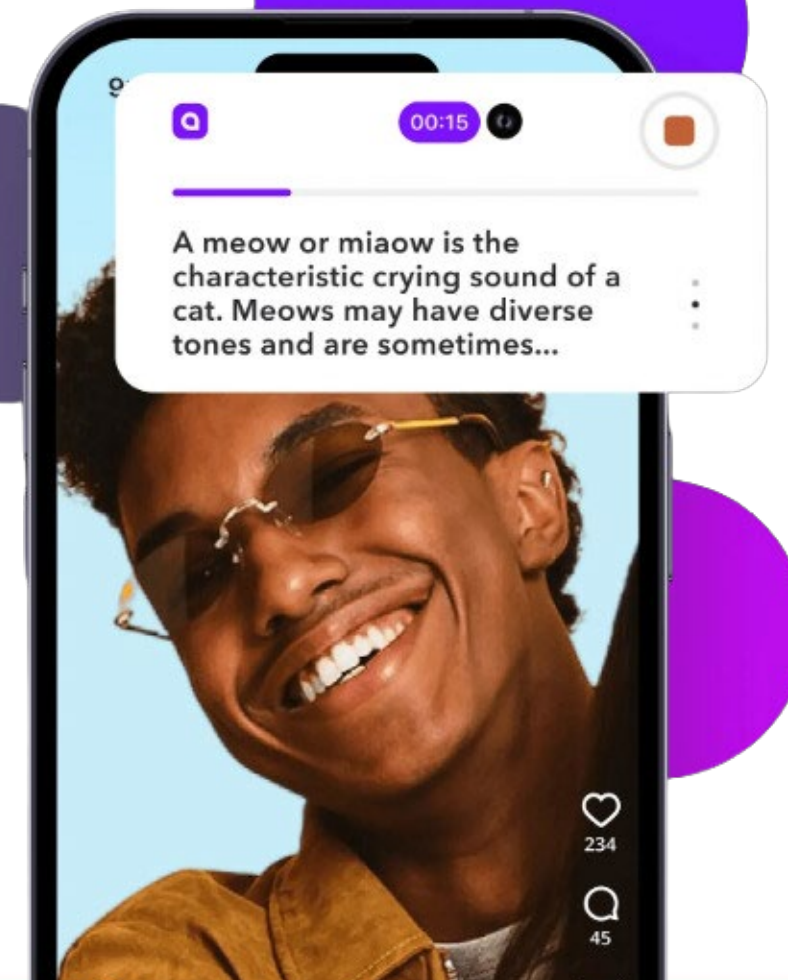 00:15
A meow or miaow is the
characteristic crying sound of a
cat. Meows may have diverse
tones and are sometimes...
234
45